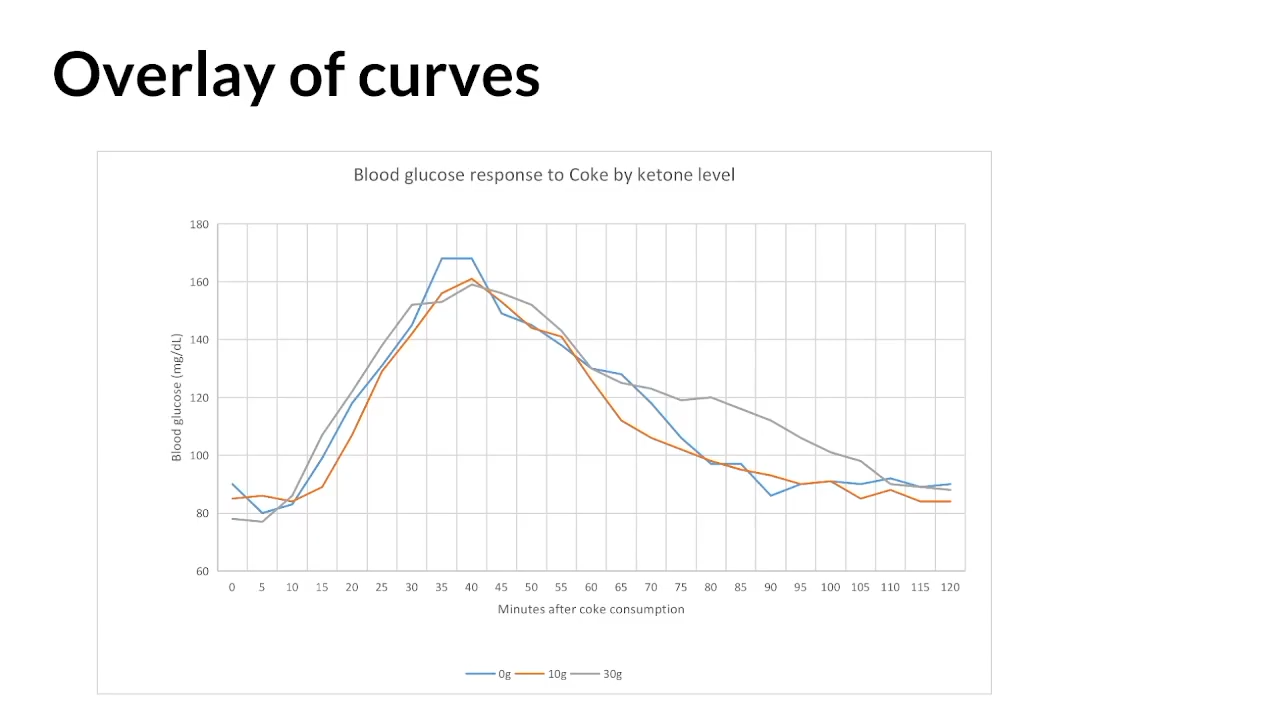 Overlay of curves
Blood glucose response to Coke by ketone level
180
160
140
120
100
80
60
Blood glucose (mg/dL)
0 5 10 15 20 25 30 35 40 45 50 55 60 65 70 75 80 85 90 95 100 105 110 115 120
Minutes after coke consumption
0g 10g 30g